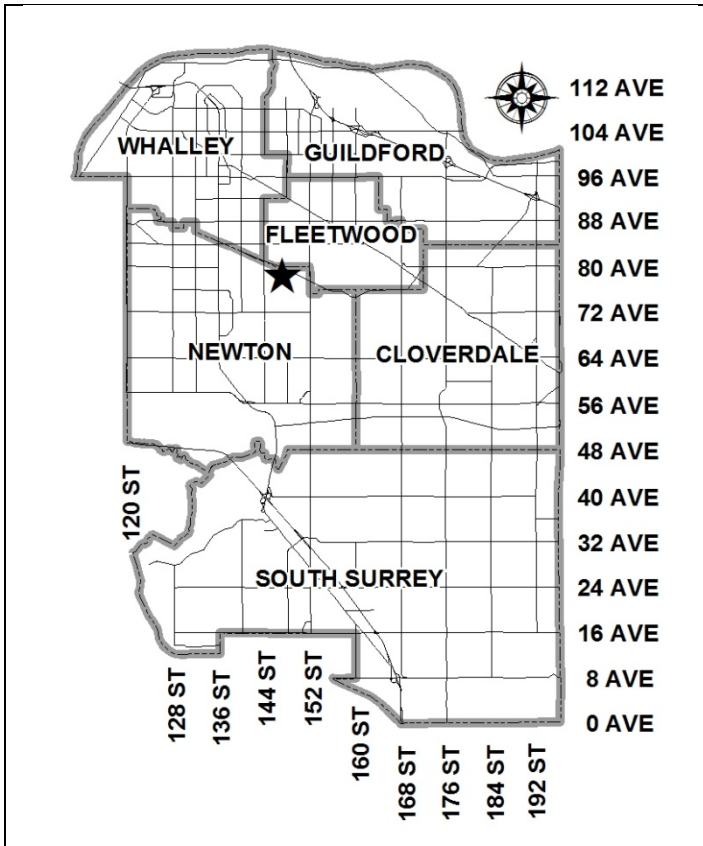 112 AVE
104 AVE
WHALLEY
GUILDFORD
96 AVE
88 AVE
FLEETWOOD
80 AVE
72 AVE
NEWTON
CLOVERDALE
64 AVE
56 AVE
48 AVE
120 ST
40 AVE
32 AVE
SOUTH SURREY
24 AVE
16 AVE
8 AVE
0 AVE
128 ST
136 ST
144 ST
152 ST
160 ST
168 ST
176 ST
184 ST
192 ST